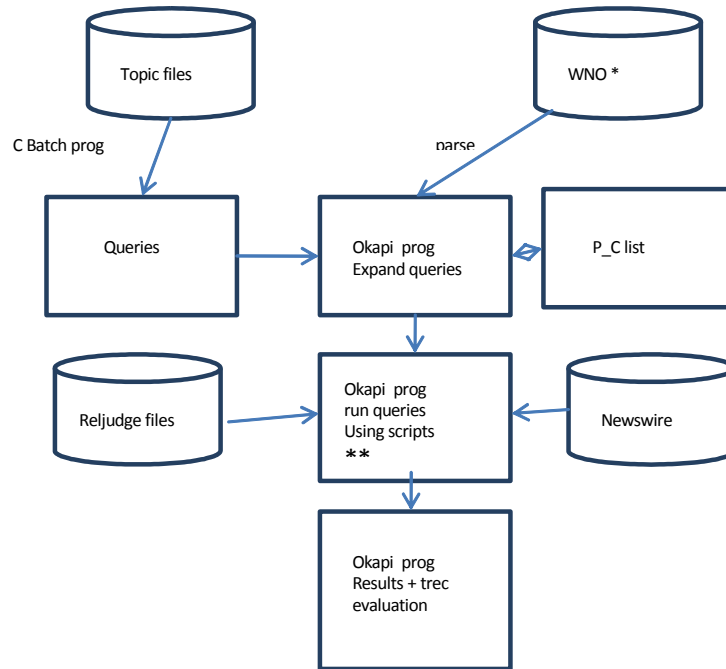 Topic files
WNO *
C Batch prog
parse
Queries
Okapi prog
Expand queries
P_C list
Reljudge files
Okapi prog
run queries
Using scripts
**
Newswire
Okapi prog
Results + trec
evaluation